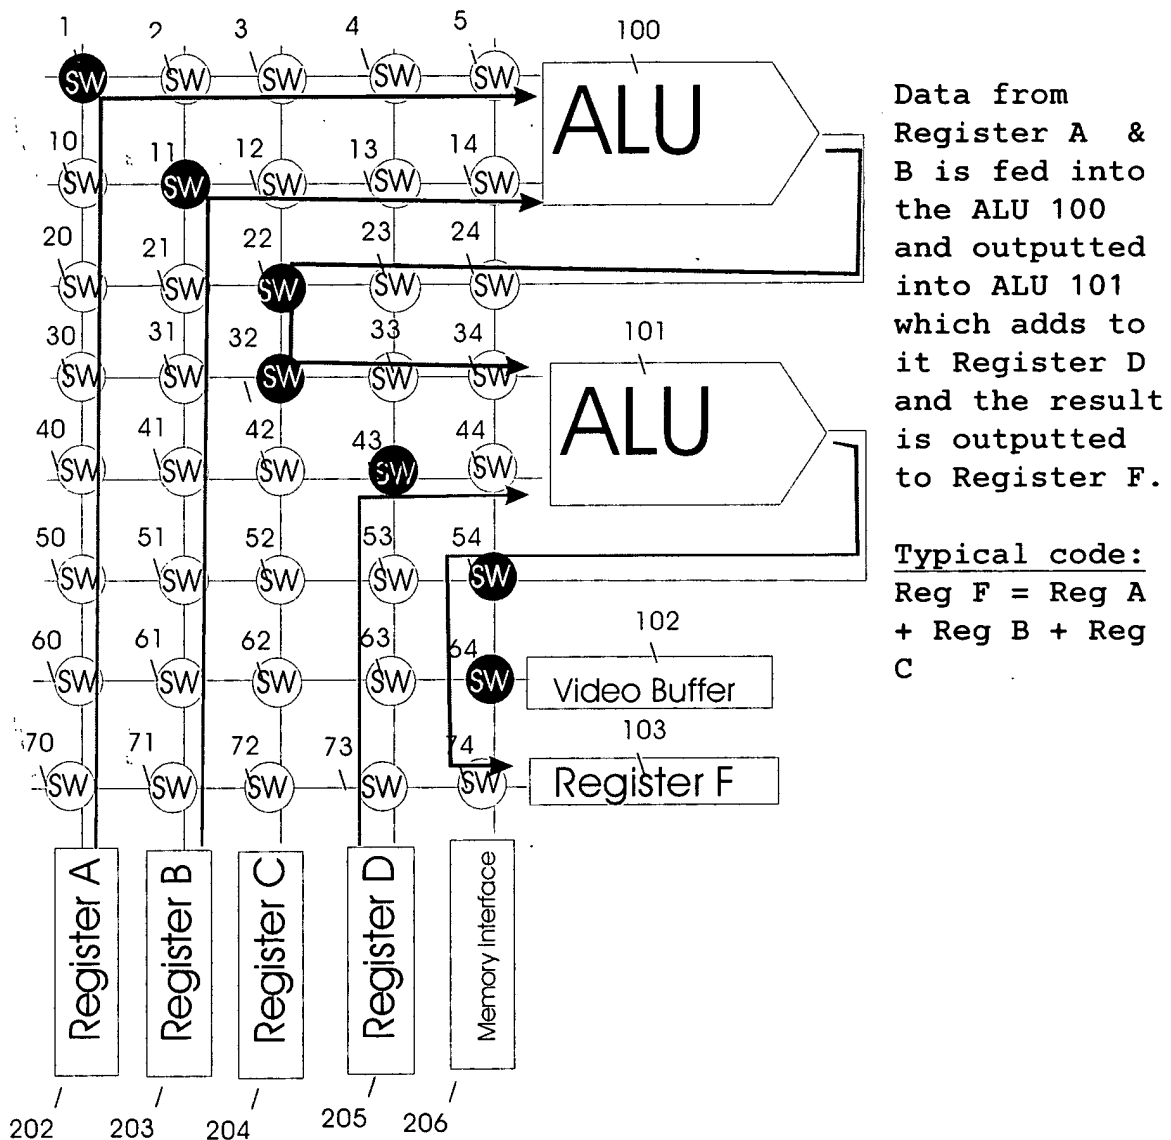 1 2 3 4 5 100
SW SW SW SW SW
ALU
10 11 12 13 14
SW SW SW SW SW
20 21 22 23 24
SW SW SW SW SW
30 31 32 33 34 101
SW SW SW SW SW
ALU
40 41 42 43 44
SW SW SW SW SW
50 51 52 53 54
SW SW SW SW SW
60 61 62 63 64 102
SW SW SW SW SW
Video Buffer
70 71 72 73 74 103
SW SW SW SW SW
Register F
Register A
Register B
Register C
Register D
Memory Interface
202 203 204 205 206
Data from
Register A &
B is fed into
the ALU 100
and outputted
into ALU 101
which adds to
it Register D
and the result
is outputted
to Register F.
Typical code:
Reg F = Reg A
+ Reg B + Reg
C